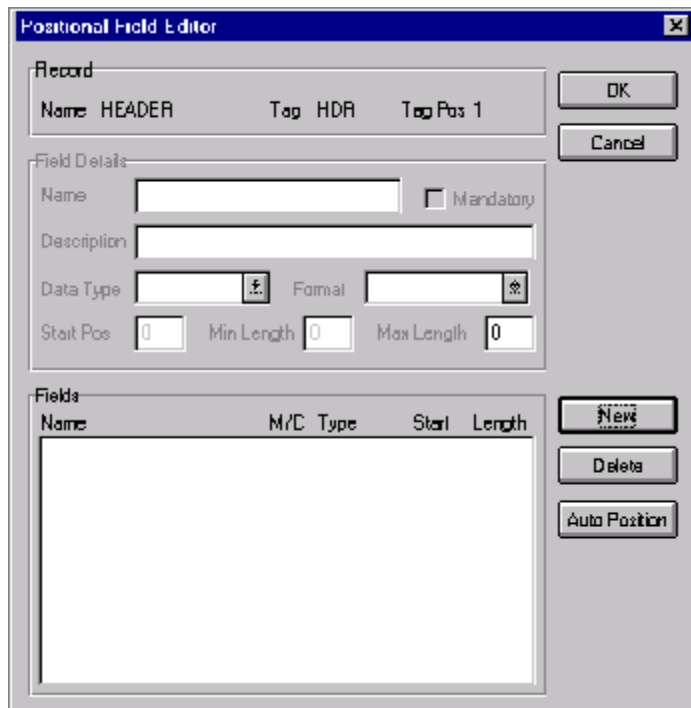 Positional Field Editor
Record
Name HEADER Tag HDR Tag Pos 1
OK
Cancel
Field Details
Name
Mandatory
Description
Data Type
Format
Start Pos 0 Min Length 0 Max Length 0
Fields
Name M/C Type Start Length
New
Delete
Auto Position